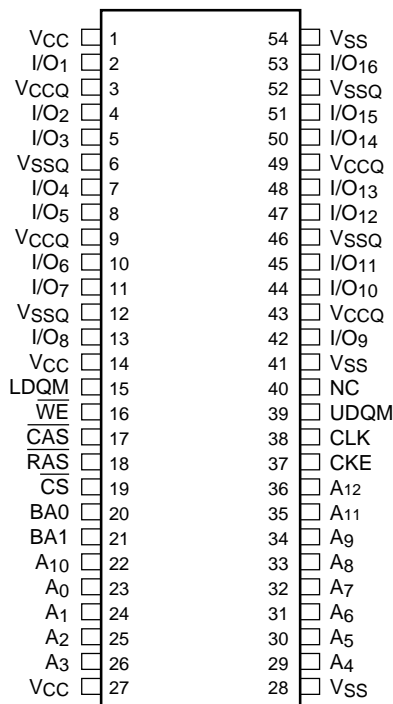 VCC 1 54 VSS
I/O1 2 53 I/O16
VCCQ 3 52 VSSQ
I/O2 4 51 I/O15
I/O3 5 50 I/O14
VSSQ 6 49 VCCQ
I/O4 7 48 I/O13
I/O5 8 47 I/O12
VCCQ 9 46 VSSQ
I/O6 10 45 I/O11
I/O7 11 44 I/O10
VSSQ 12 43 VCCQ
I/O8 13 42 I/O9
VCC 14 41 VSS
LDQM 15 40 NC
W̅E̅ 16 39 UDQM
C̅A̅S̅ 17 38 CLK
R̅A̅S̅ 18 37 CKE
C̅S̅ 19 36 A12
BA0 20 35 A11
BA1 21 34 A9
A10 22 33 A8
A0 23 32 A7
A1 24 31 A6
A2 25 30 A5
A3 26 29 A4
VCC 27 28 VSS